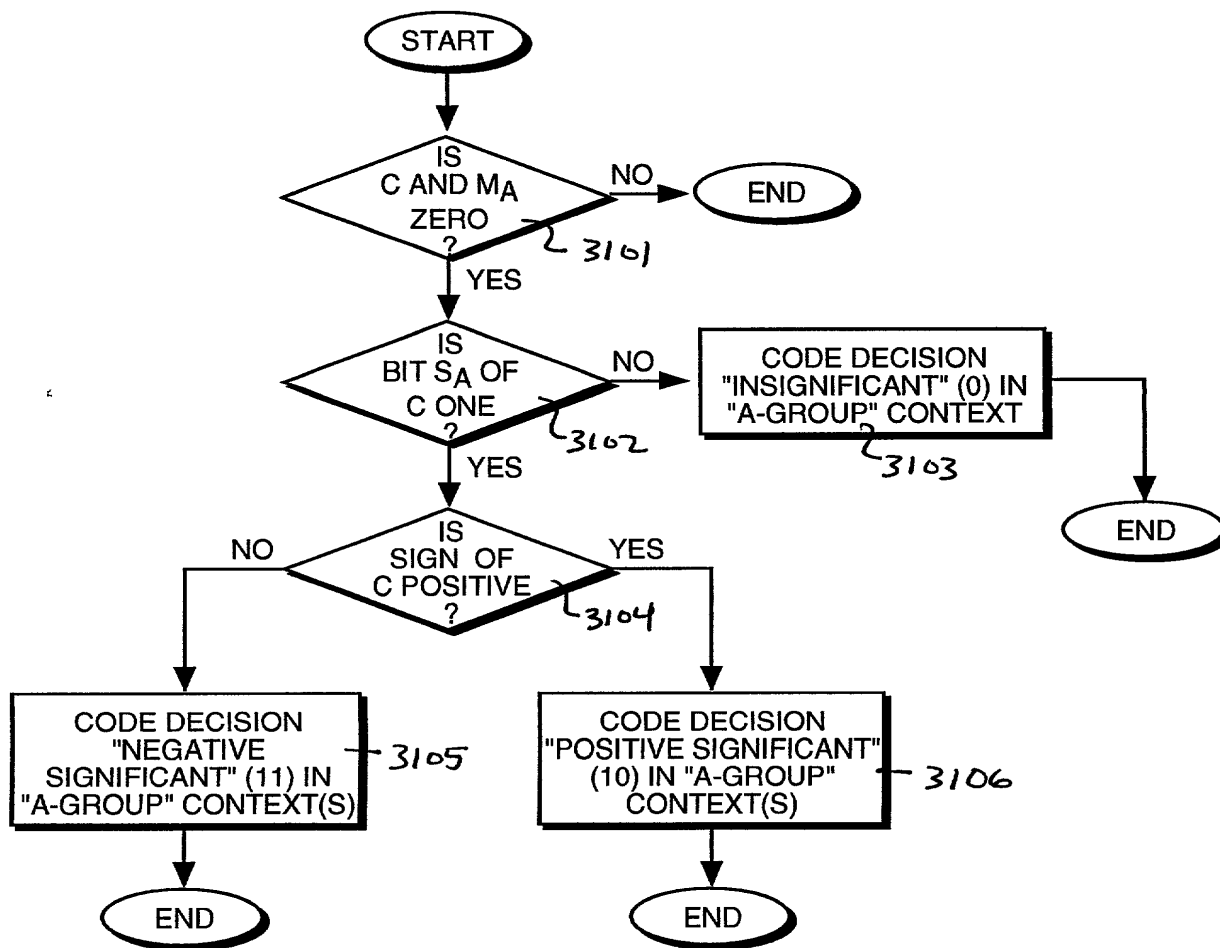 START
IS
C AND MA
ZERO
?
NO
END
3101
YES
IS
BIT SA OF
C ONE
?
NO
3102
CODE DECISION
"INSIGNIFICANT" (0) IN
"A-GROUP" CONTEXT
3103
YES
END
IS
SIGN OF
C POSITIVE
?
NO
YES
3104
CODE DECISION
"NEGATIVE
SIGNIFICANT" (11) IN
"A-GROUP" CONTEXT(S)
3105
CODE DECISION
"POSITIVE SIGNIFICANT"
(10) IN "A-GROUP"
CONTEXT(S)
3106
END
END